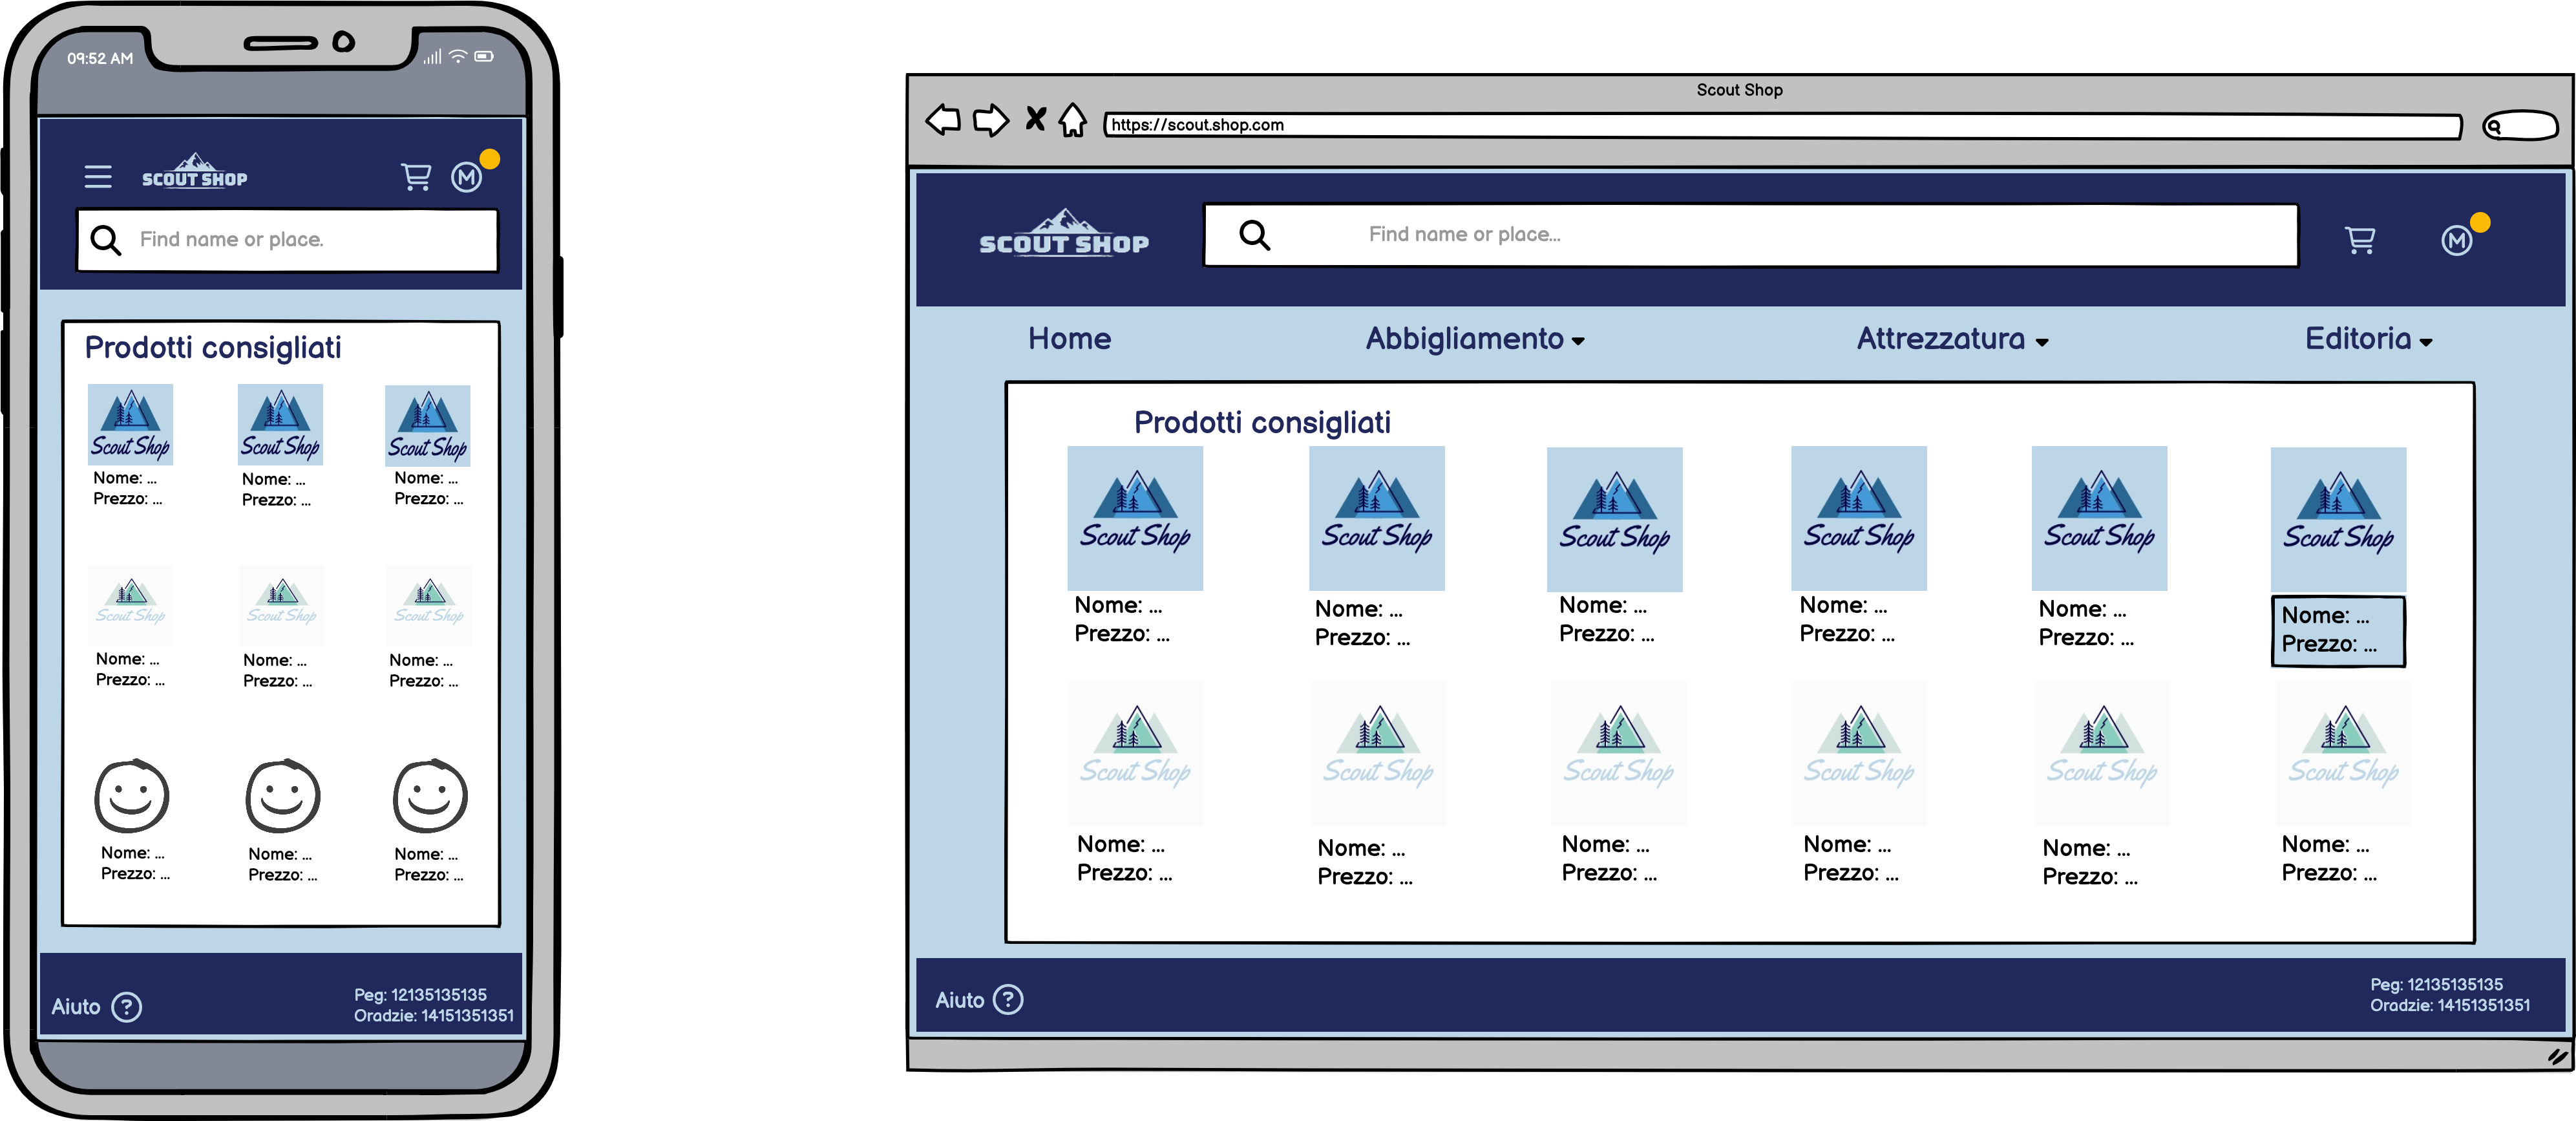 09:52 AM
SCOUT SHOP
M
Find name or place.
Prodotti consigliati
Scout Shop Scout Shop Scout Shop
Nome: ... Nome: ... Nome: ...
Prezzo: ... Prezzo: ... Prezzo: ...
Scout Shop Scout Shop Scout Shop
Nome: ... Nome: ... Nome: ...
Prezzo: ... Prezzo: ... Prezzo: ...
Nome: ... Nome: ... Nome: ...
Prezzo: ... Prezzo: ... Prezzo: ...
Aiuto ?
Peg: 12135135135
Oradzie: 14151351351
Scout Shop
https://scout.shop.com
SCOUT SHOP
Find name or place...
M
Home Abbigliamento Attrezzatura Editoria
Prodotti consigliati
Scout Shop Scout Shop Scout Shop Scout Shop Scout Shop Scout Shop
Nome: ... Nome: ... Nome: ... Nome: ... Nome: ... Nome: ...
Prezzo: ... Prezzo: ... Prezzo: ... Prezzo: ... Prezzo: ... Prezzo: ...
Scout Shop Scout Shop Scout Shop Scout Shop Scout Shop Scout Shop
Nome: ... Nome: ... Nome: ... Nome: ... Nome: ... Nome: ...
Prezzo: ... Prezzo: ... Prezzo: ... Prezzo: ... Prezzo: ... Prezzo: ...
Aiuto ?
Peg: 12135135135
Oradzie: 14151351351